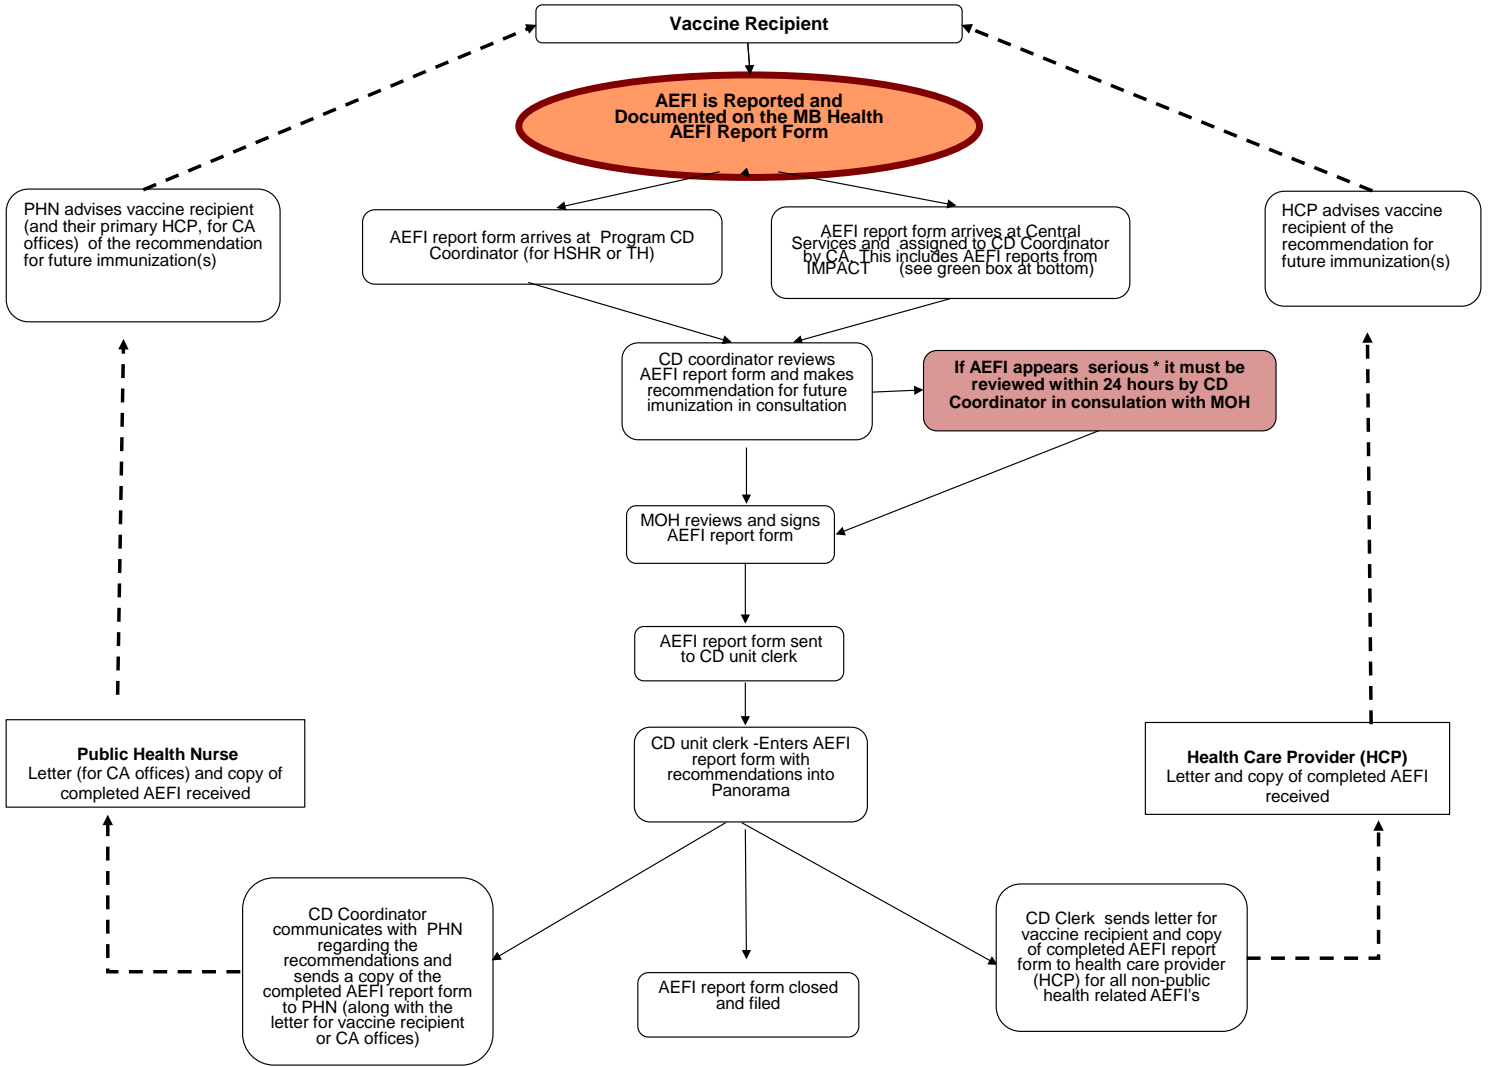 Vaccine Recipient
AEFI is Reported and
Documented on the MB Health
AEFI Report Form
PHN advises vaccine recipient
(and their primary HCP, for CA
offices) of the recommendation
for future immunization(s)
AEFI report form arrives at Program CD
Coordinator (for HSHR or TH)
AEFI report form arrives at Central
Services and assigned to CD Coordinator
by CA. This includes AEFI reports from
IMPACT (see green box at bottom)
HCP advises vaccine
recipient of the
recommendation for
future immunization(s)
CD coordinator reviews
AEFI report form and makes
recommendation for future
imunization in consultation
If AEFI appears serious * it must be
reviewed within 24 hours by CD
Coordinator in consulation with MOH
MOH reviews and signs
AEFI report form
AEFI report form sent
to CD unit clerk
Public Health Nurse
Letter (for CA offices) and copy of
completed AEFI received
CD unit clerk -Enters AEFI
report form with
recommendations into
Panorama
Health Care Provider (HCP)
Letter and copy of completed AEFI
received
CD Coordinator
communicates with PHN
regarding the
recommendations and
sends a copy of the
completed AEFI report form
to PHN (along with the
letter for vaccine recipient
or CA offices)
AEFI report form closed
and filed
CD Clerk sends letter for
vaccine recipient and copy
of completed AEFI report
form to health care provider
(HCP) for all non-public
health related AEFI's